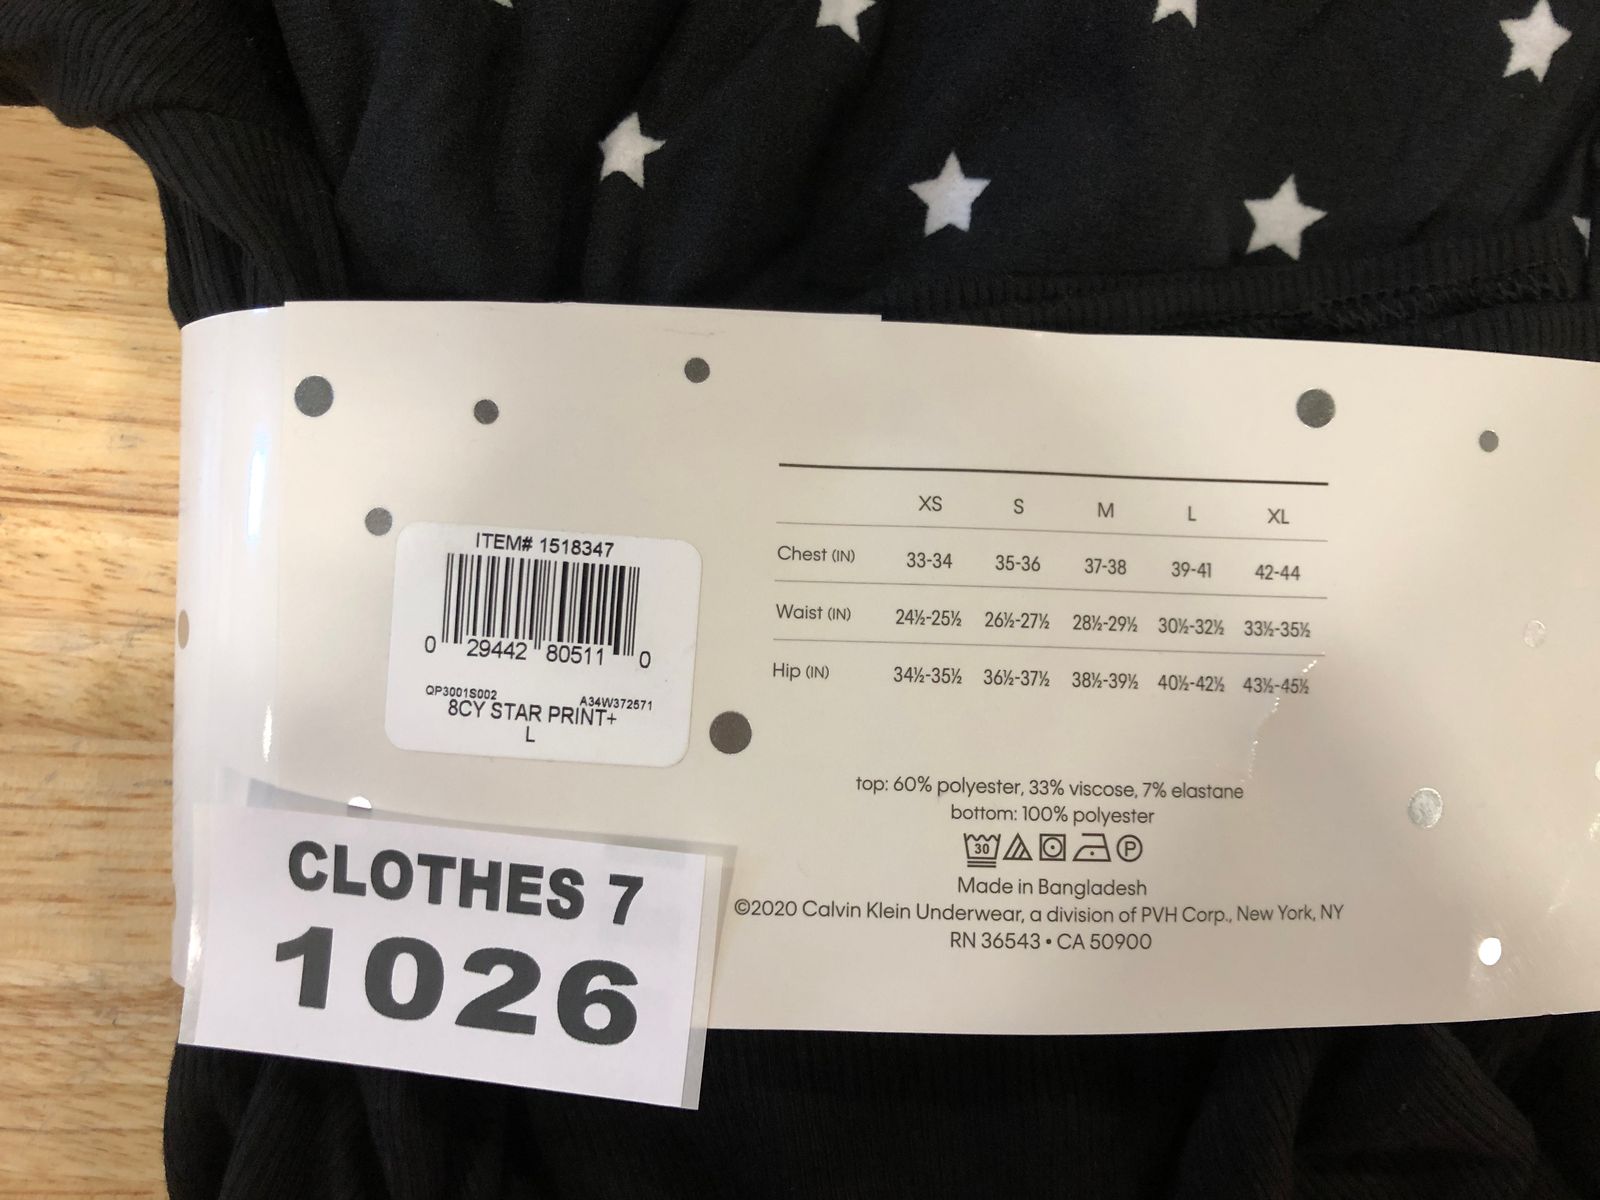 ITEM# 1518347
0 29442 80511 0
QP3001S002 A34W372571
8CY STAR PRINT+
L
XS S M L XL
Chest (IN) 33-34 35-36 37-38 39-41 42-44
Waist (IN) 24½-25½ 26½-27½ 28½-29½ 30½-32½ 33½-35½
Hip (IN) 34½-35½ 36½-37½ 38½-39½ 40½-42½ 43½-45½
top: 60% polyester, 33% viscose, 7% elastane
bottom: 100% polyester
30 P
Made in Bangladesh
©2020 Calvin Klein Underwear, a division of PVH Corp., New York, NY
RN 36543 • CA 50900
CLOTHES 7
1026